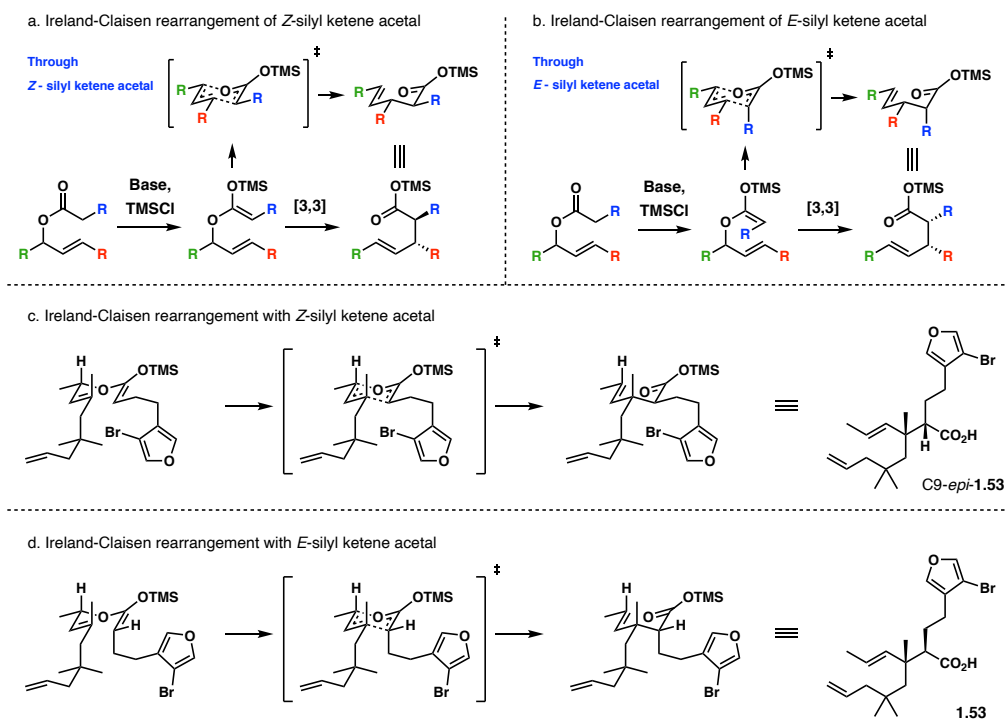 a. Ireland-Claisen rearrangement of Z-silyl ketene acetal
Through
Z - silyl ketene acetal
R
O
OTMS
R
R
‡
R
O
OTMS
R
R
O
O
R
R
R
Base,
TMSCl
OTMS
O
R
R
R
[3,3]
OTMS
O
R
R
R
b. Ireland-Claisen rearrangement of E-silyl ketene acetal
Through
E - silyl ketene acetal
R
O
OTMS
R
R
‡
R
O
OTMS
R
R
O
O
R
R
R
Base,
TMSCl
OTMS
O
R
R
R
[3,3]
OTMS
O
R
R
R
c. Ireland-Claisen rearrangement with Z-silyl ketene acetal
H
O
OTMS
Br
O
H
O
OTMS
Br
O
‡
H
O
OTMS
Br
O
O
Br
H
CO2H
C9-epi-1.53
d. Ireland-Claisen rearrangement with E-silyl ketene acetal
H
O
OTMS
H
O
Br
H
O
OTMS
H
O
Br
‡
H
O
OTMS
H
O
Br
O
Br
CO2H
1.53